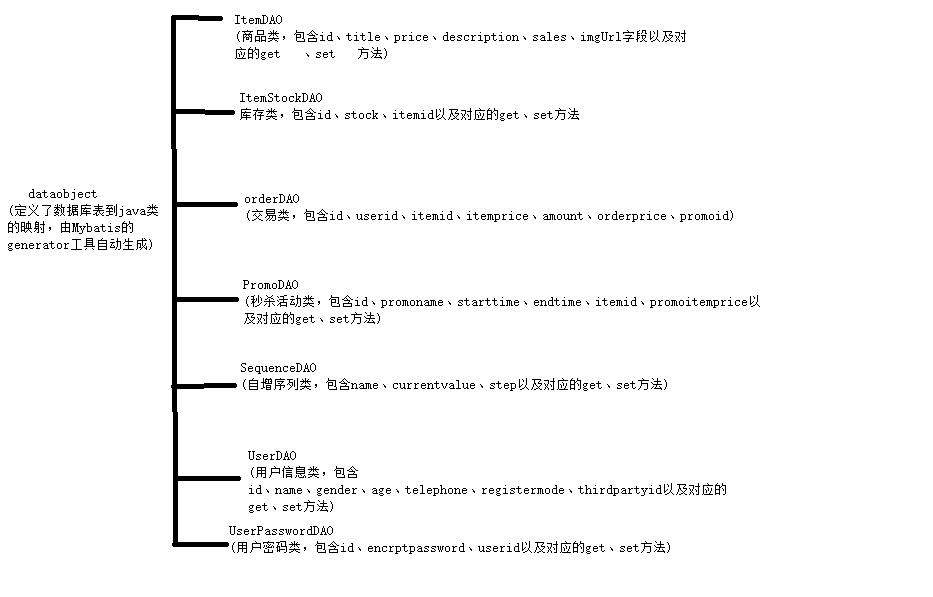 ItemDAO
(商品类，包含id、title、price、description、sales、imgUrl字段以及对
应的get 、set 方法)
ItemStockDAO
库存类，包含id、stock、itemid以及对应的get、set方法
dataobject
(定义了数据库表到java类
的映射，由Mybatis的
generator工具自动生成)
orderDAO
(交易类，包含id、userid、itemid、itemprice、amount、orderprice、promoid)
PromoDAO
(秒杀活动类，包含id、promoname、starttime、endtime、itemid、promoitemprice以
及对应的get、set方法)
SequenceDAO
(自增序列类，包含name、currentvalue、step以及对应的get、set方法)
UserDAO
(用户信息类，包含
id、name、gender、age、telephone、registermode、thirdpartyid以及对应的
get、set方法)
UserPasswordDAO
(用户密码类，包含id、encrptpassword、userid以及对应的get、set方法)